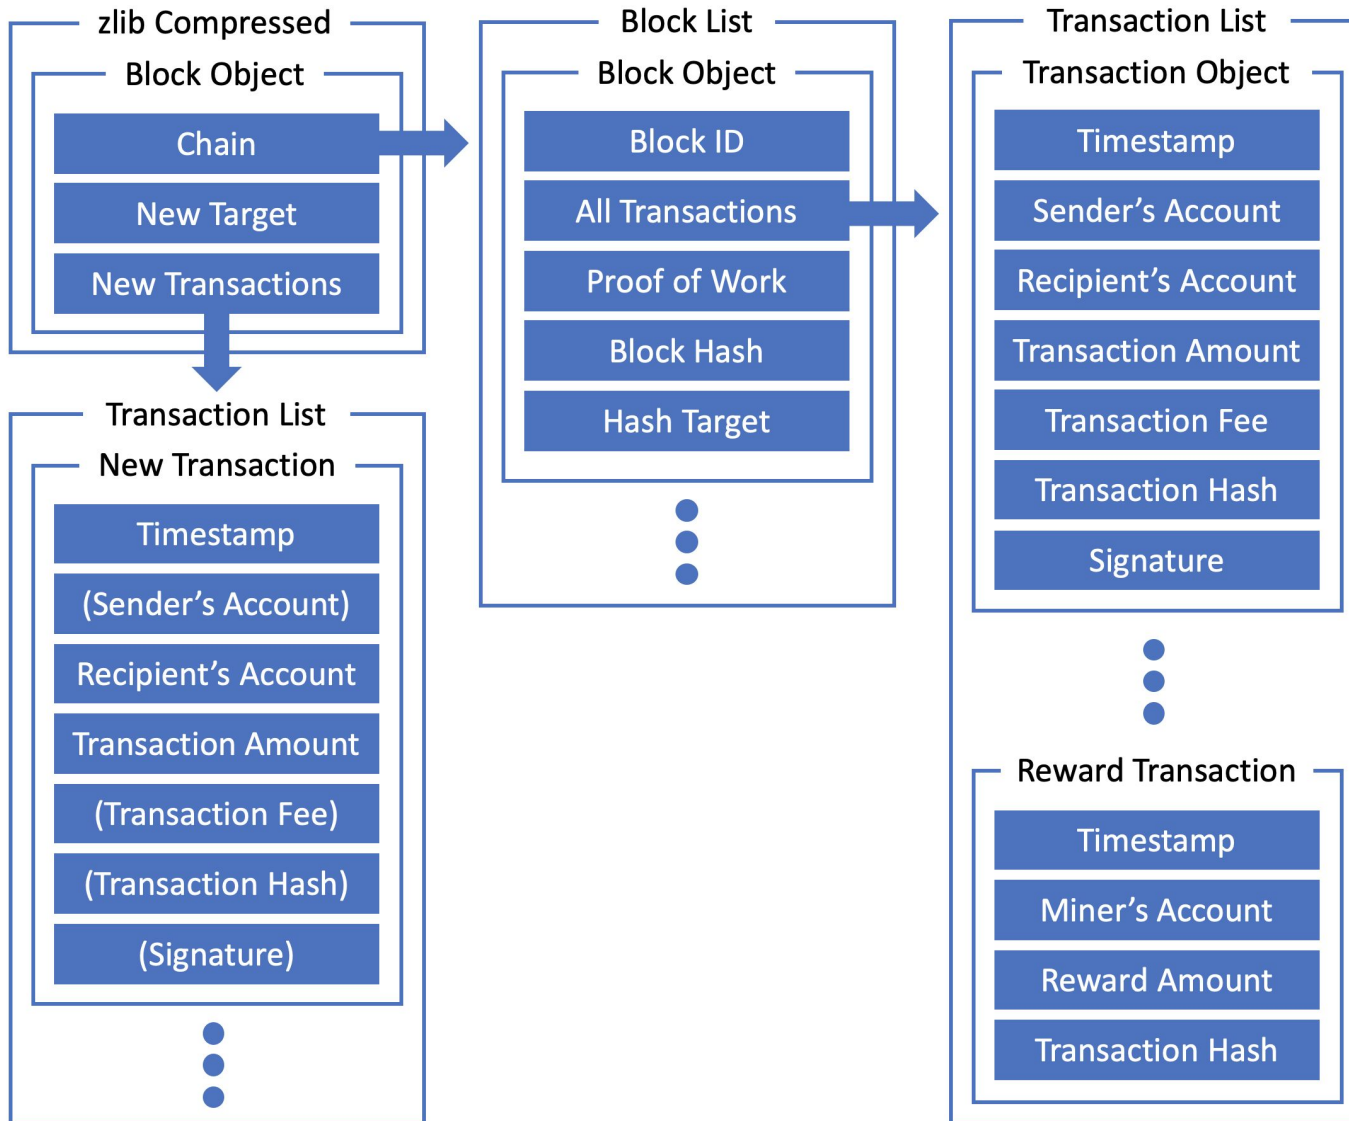 zlib Compressed
Block Object
Chain
New Target
New Transactions
Transaction List
New Transaction
Timestamp
(Sender’s Account)
Recipient’s Account
Transaction Amount
(Transaction Fee)
(Transaction Hash)
(Signature)
Block List
Block Object
Block ID
All Transactions
Proof of Work
Block Hash
Hash Target
Transaction List
Transaction Object
Timestamp
Sender’s Account
Recipient’s Account
Transaction Amount
Transaction Fee
Transaction Hash
Signature
Reward Transaction
Timestamp
Miner’s Account
Reward Amount
Transaction Hash